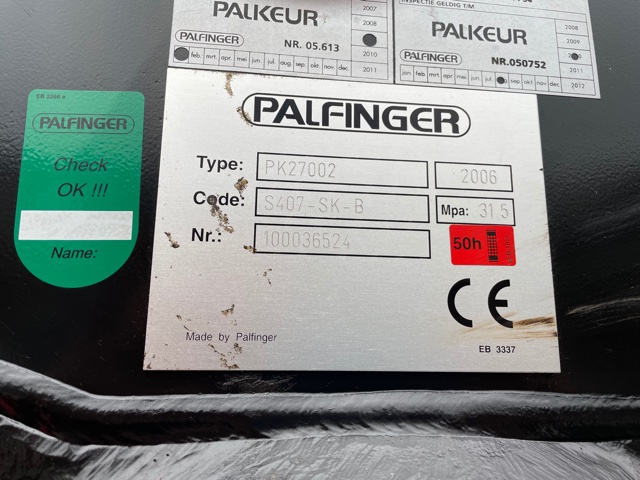 PALKEUR
2007
2008
PALFINGER
NR. 05.613
2010
feb. mrt. apr. mei jun. jul. aug. sep. okt. nov. dec.
2011
INSPECTIE GELDIG T/M
PALKEUR
2008
2009
PALFINGER
NR.050752
2011
jan. feb. mrt. apr. mei jun. jul. aug. sep. okt. nov. dec.
2012
EB 3266 e
PALFINGER
Check
OK !!!
Name:
PALFINGER
Type: PK27002 2006
Code: S407-SK-B Mpa: 31.5
Nr.: 100036524 50h
CE
Made by Palfinger
EB 3337